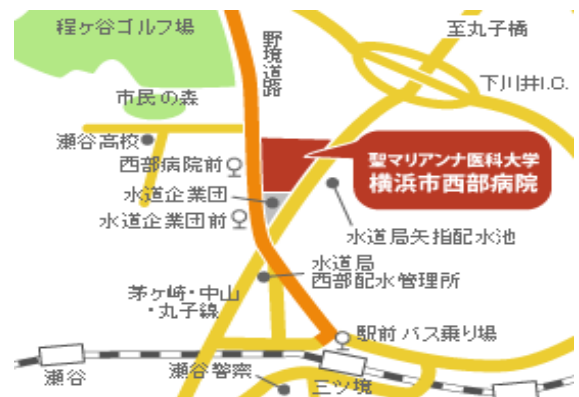 程ヶ谷ゴルフ場
野境道路
至丸子橋
下川井I.C.
市民の森
瀬谷高校
西部病院前
聖マリアンナ医科大学
横浜市西部病院
水道企業団
水道企業団前
水道局矢指配水池
水道局
西部配水管理所
茅ヶ崎・中山
・丸子線
駅前バス乗り場
瀬谷
瀬谷警察
三ツ境